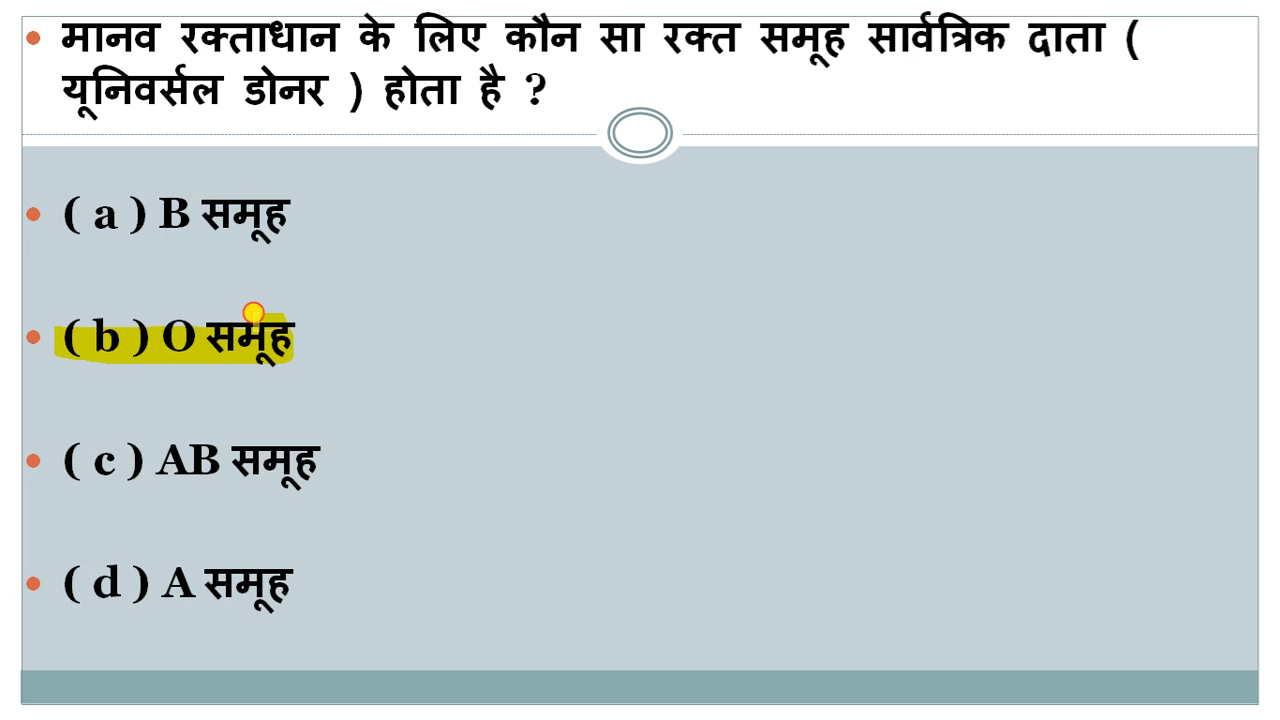 • मानव रक्ताधान के लिए कौन सा रक्त समूह सार्वत्रिक दाता (
यूनिवर्सल डोनर ) होता है ?
• ( a ) B समूह
• ( b ) O समूह
• ( c ) AB समूह
• ( d ) A समूह